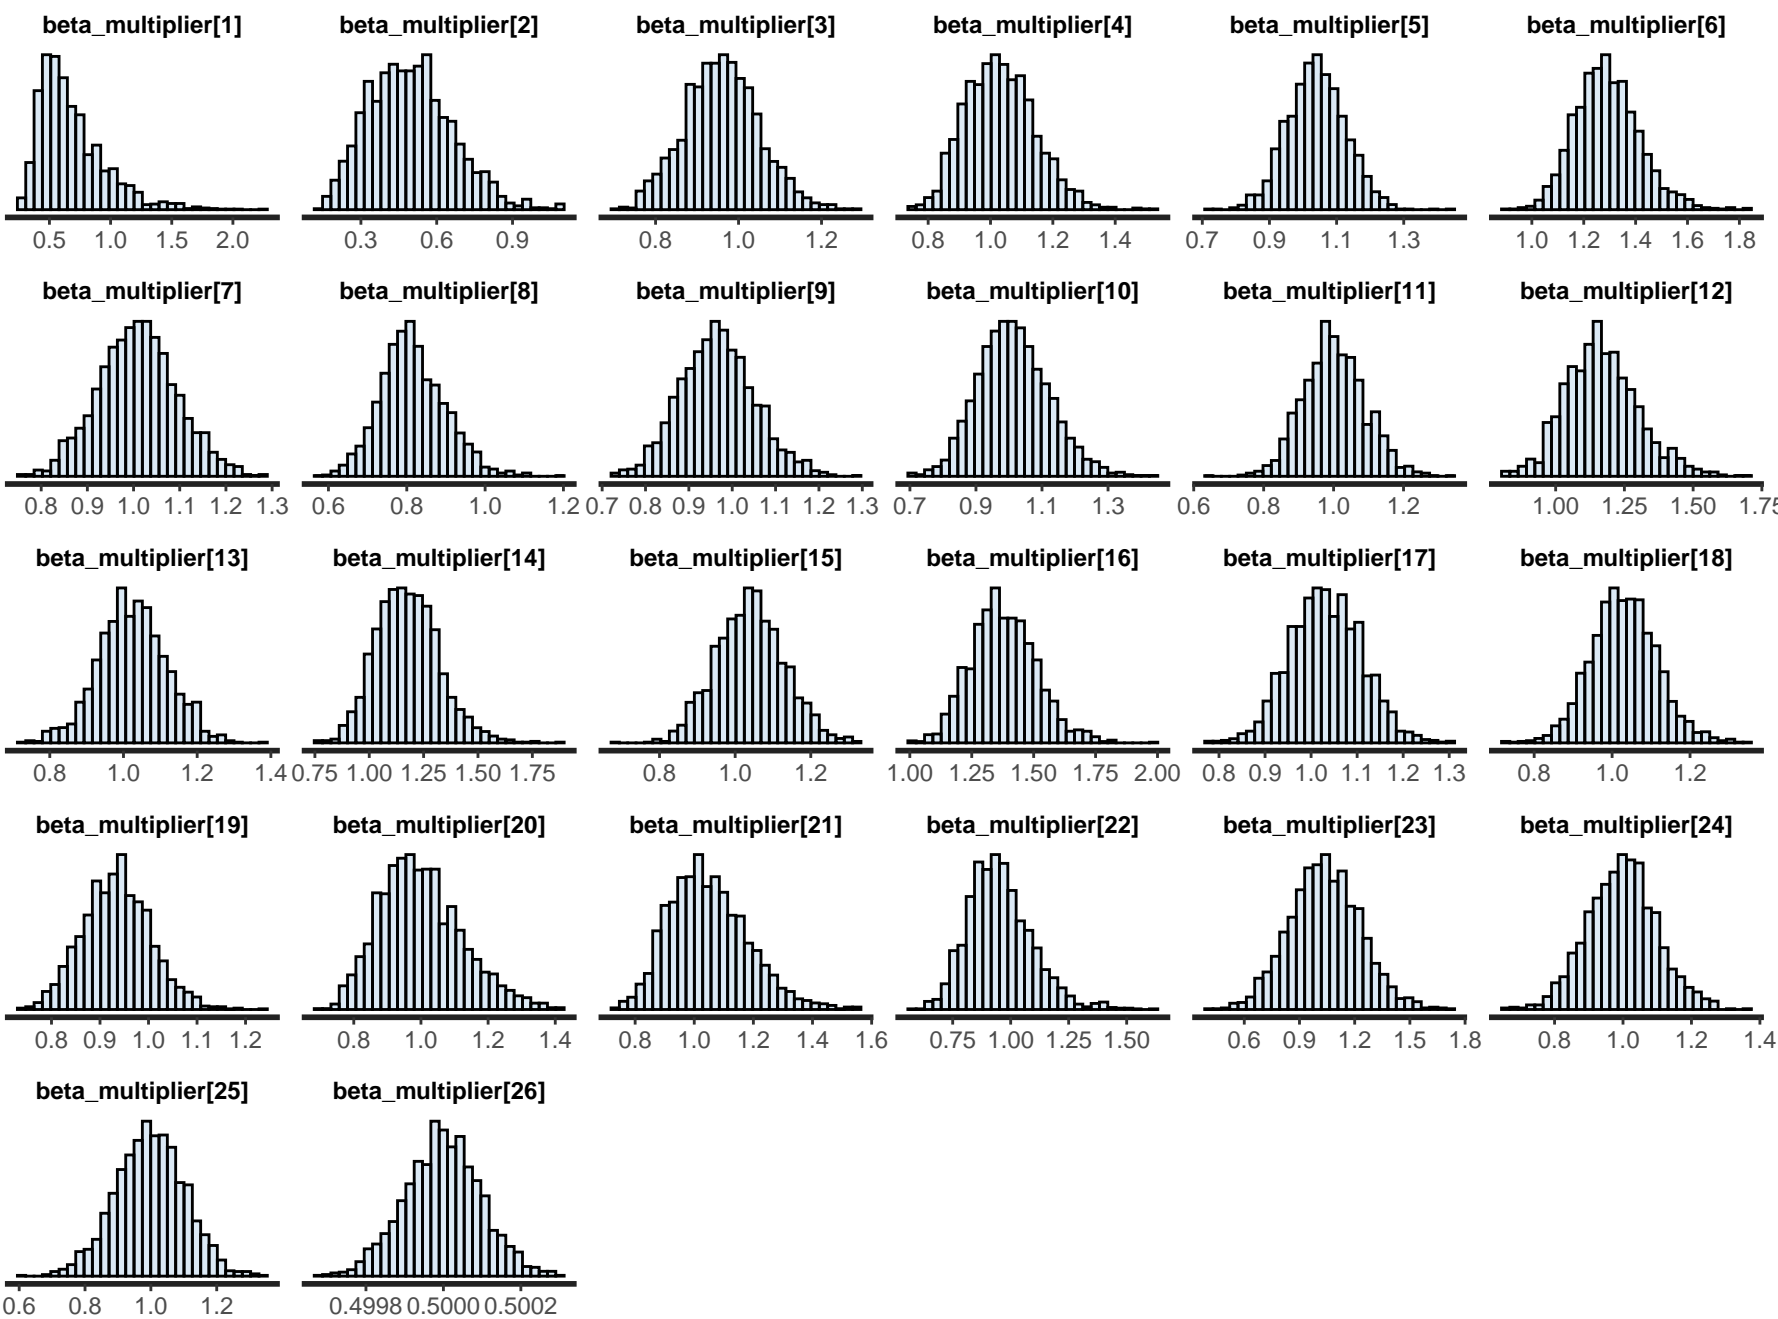 beta_multiplier[1] beta_multiplier[2] beta_multiplier[3] beta_multiplier[4] beta_multiplier[5] beta_multiplier[6]
0.5 1.0 1.5 2.0 0.3 0.6 0.9 0.8 1.0 1.2 0.8 1.0 1.2 1.4 0.7 0.9 1.1 1.3 1.0 1.2 1.4 1.6 1.8
beta_multiplier[7] beta_multiplier[8] beta_multiplier[9] beta_multiplier[10] beta_multiplier[11] beta_multiplier[12]
0.8 0.9 1.0 1.1 1.2 1.3 0.6 0.8 1.0 1.2 0.7 0.8 0.9 1.0 1.1 1.2 1.3 0.7 0.9 1.1 1.3 0.6 0.8 1.0 1.2 1.00 1.25 1.50 1.75
beta_multiplier[13] beta_multiplier[14] beta_multiplier[15] beta_multiplier[16] beta_multiplier[17] beta_multiplier[18]
0.8 1.0 1.2 1.4 0.75 1.00 1.25 1.50 1.75 0.8 1.0 1.2 1.00 1.25 1.50 1.75 2.00 0.8 0.9 1.0 1.1 1.2 1.3 0.8 1.0 1.2
beta_multiplier[19] beta_multiplier[20] beta_multiplier[21] beta_multiplier[22] beta_multiplier[23] beta_multiplier[24]
0.8 0.9 1.0 1.1 1.2 0.8 1.0 1.2 1.4 0.8 1.0 1.2 1.4 1.6 0.75 1.00 1.25 1.50 0.6 0.9 1.2 1.5 1.8 0.8 1.0 1.2 1.4
beta_multiplier[25] beta_multiplier[26]
0.6 0.8 1.0 1.2 0.4998 0.5000 0.5002